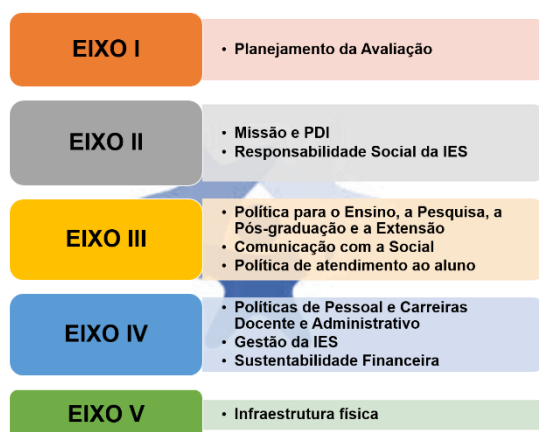 EIXO I
• Planejamento da Avaliação
EIXO II
• Missão e PDI
• Responsabilidade Social da IES
EIXO III
• Política para o Ensino, a Pesquisa, a
Pós-graduação e a Extensão
• Comunicação com a Social
• Política de atendimento ao aluno
EIXO IV
• Políticas de Pessoal e Carreiras
Docente e Administrativo
• Gestão da IES
• Sustentabilidade Financeira
EIXO V
• Infraestrutura física